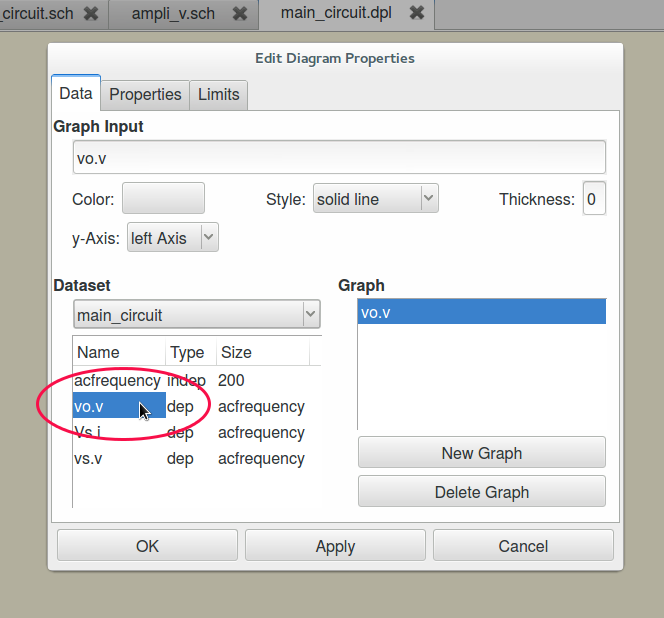 _circuit.sch ampli_v.sch main_circuit.dpl
Edit Diagram Properties
Data Properties Limits
Graph Input
vo.v
Color: Style: solid line Thickness: 0
y-Axis: left Axis
Dataset
main_circuit
Name Type Size
acfrequency indep 200
vo.v dep acfrequency
Vs.i dep acfrequency
vs.v dep acfrequency
Graph
vo.v
New Graph
Delete Graph
OK Apply Cancel